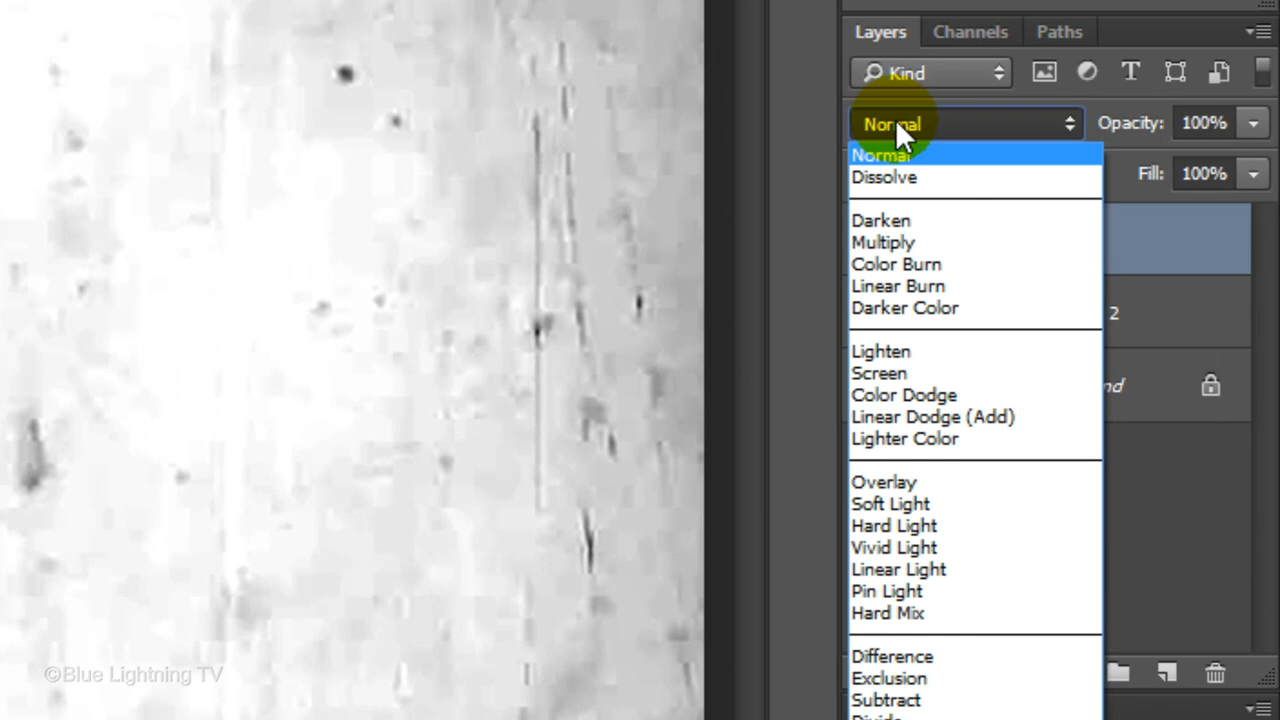 Layers Channels Paths
Kind
Normal Opacity: 100%
Normal
Dissolve
Fill: 100%
Darken
Multiply
Color Burn
Linear Burn
Darker Color
2
Lighten
Screen
Color Dodge
nd
Linear Dodge (Add)
Lighter Color
Overlay
Soft Light
Hard Light
Vivid Light
Linear Light
Pin Light
Hard Mix
Difference
Exclusion
Subtract
©Blue Lightning TV